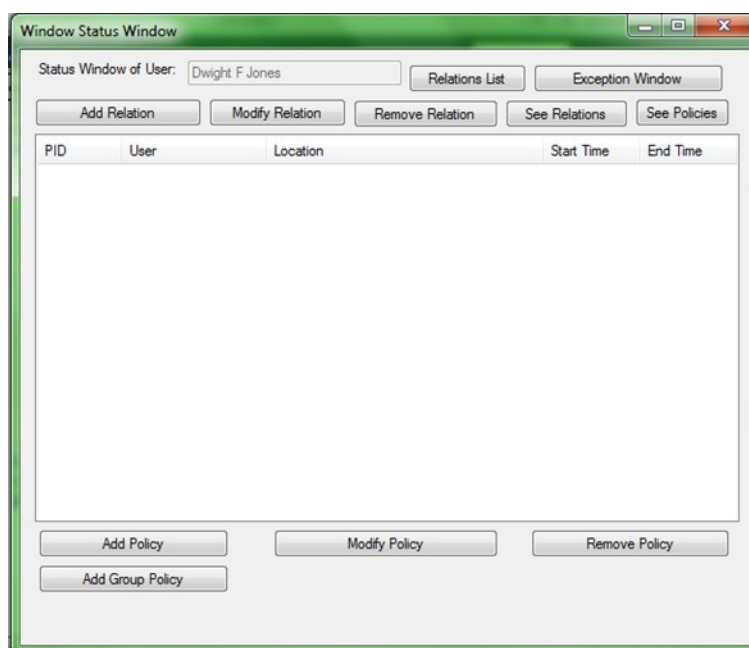 Window Status Window
Status Window of User: Dwight F Jones Relations List Exception Window
Add Relation Modify Relation Remove Relation See Relations See Policies
PID User Location Start Time End Time
Add Policy Modify Policy Remove Policy
Add Group Policy